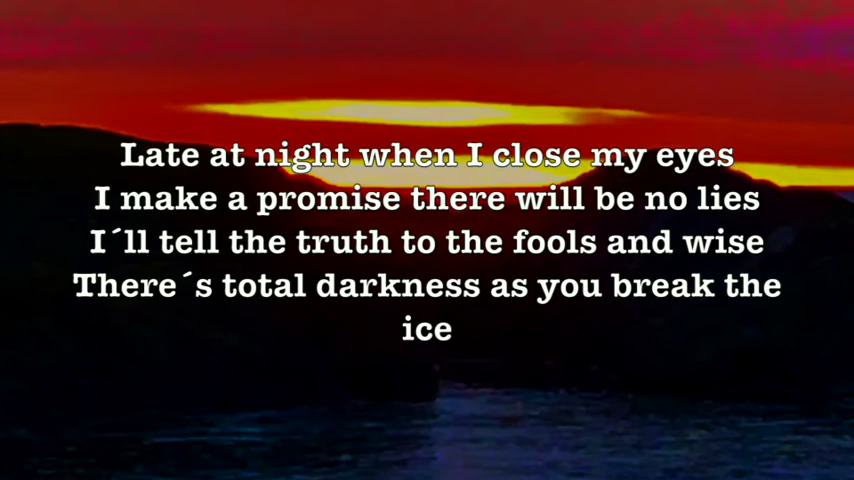 Late at night when I close my eyes
I make a promise there will be no lies
I´ll tell the truth to the fools and wise
There´s total darkness as you break the
ice